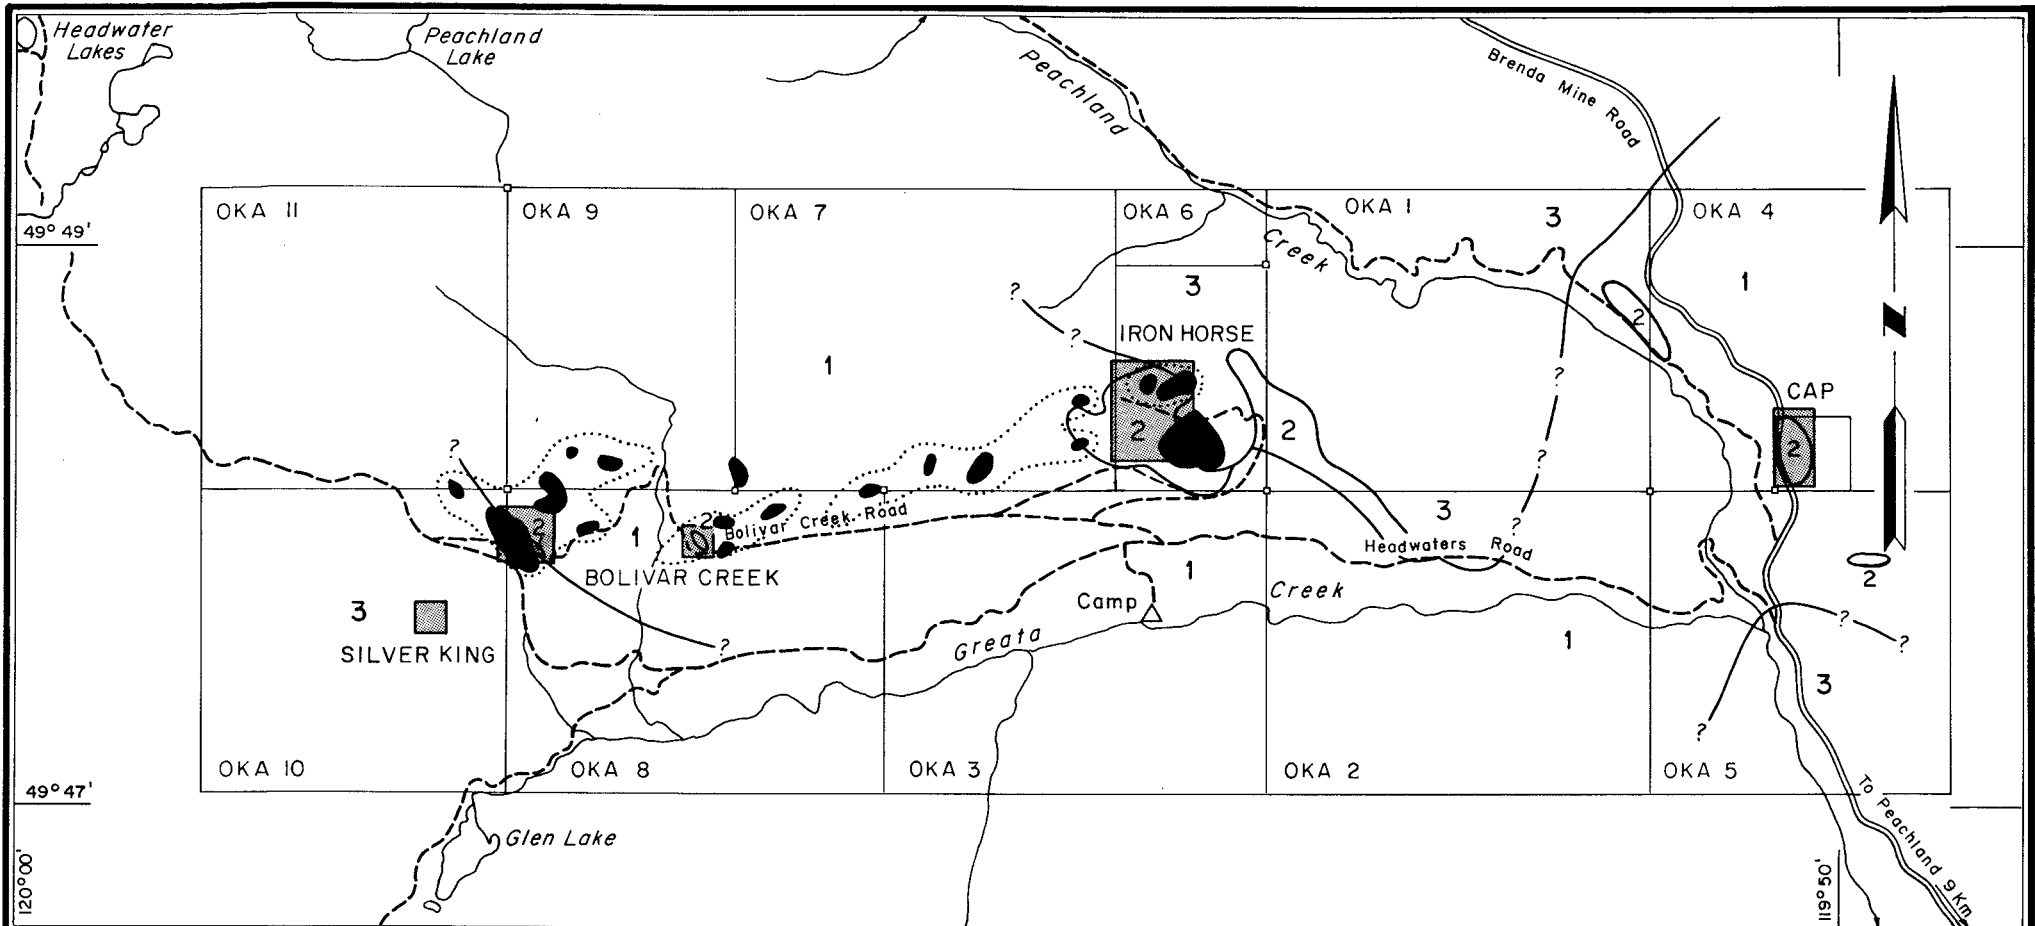 Headwater
Lakes
Peachland
Lake
Peachland
Creek
Brenda Mine Road
49° 49'
OKA 11
OKA 9
OKA 7
OKA 6
OKA 1
3
OKA 4
1
3
?
?
IRON HORSE
1
2
2
2
?
CAP
2
?
?
2
2
Bolivar Creek Road
1
2
BOLIVAR CREEK
3
?
Headwaters Road
2
1
Camp
Creek
Greata
3
SILVER KING
?
1
?
?
3
?
OKA 10
OKA 8
OKA 3
OKA 2
OKA 5
49° 47'
To Peachland 9 Km
Glen Lake
120° 00'
119° 50'
N